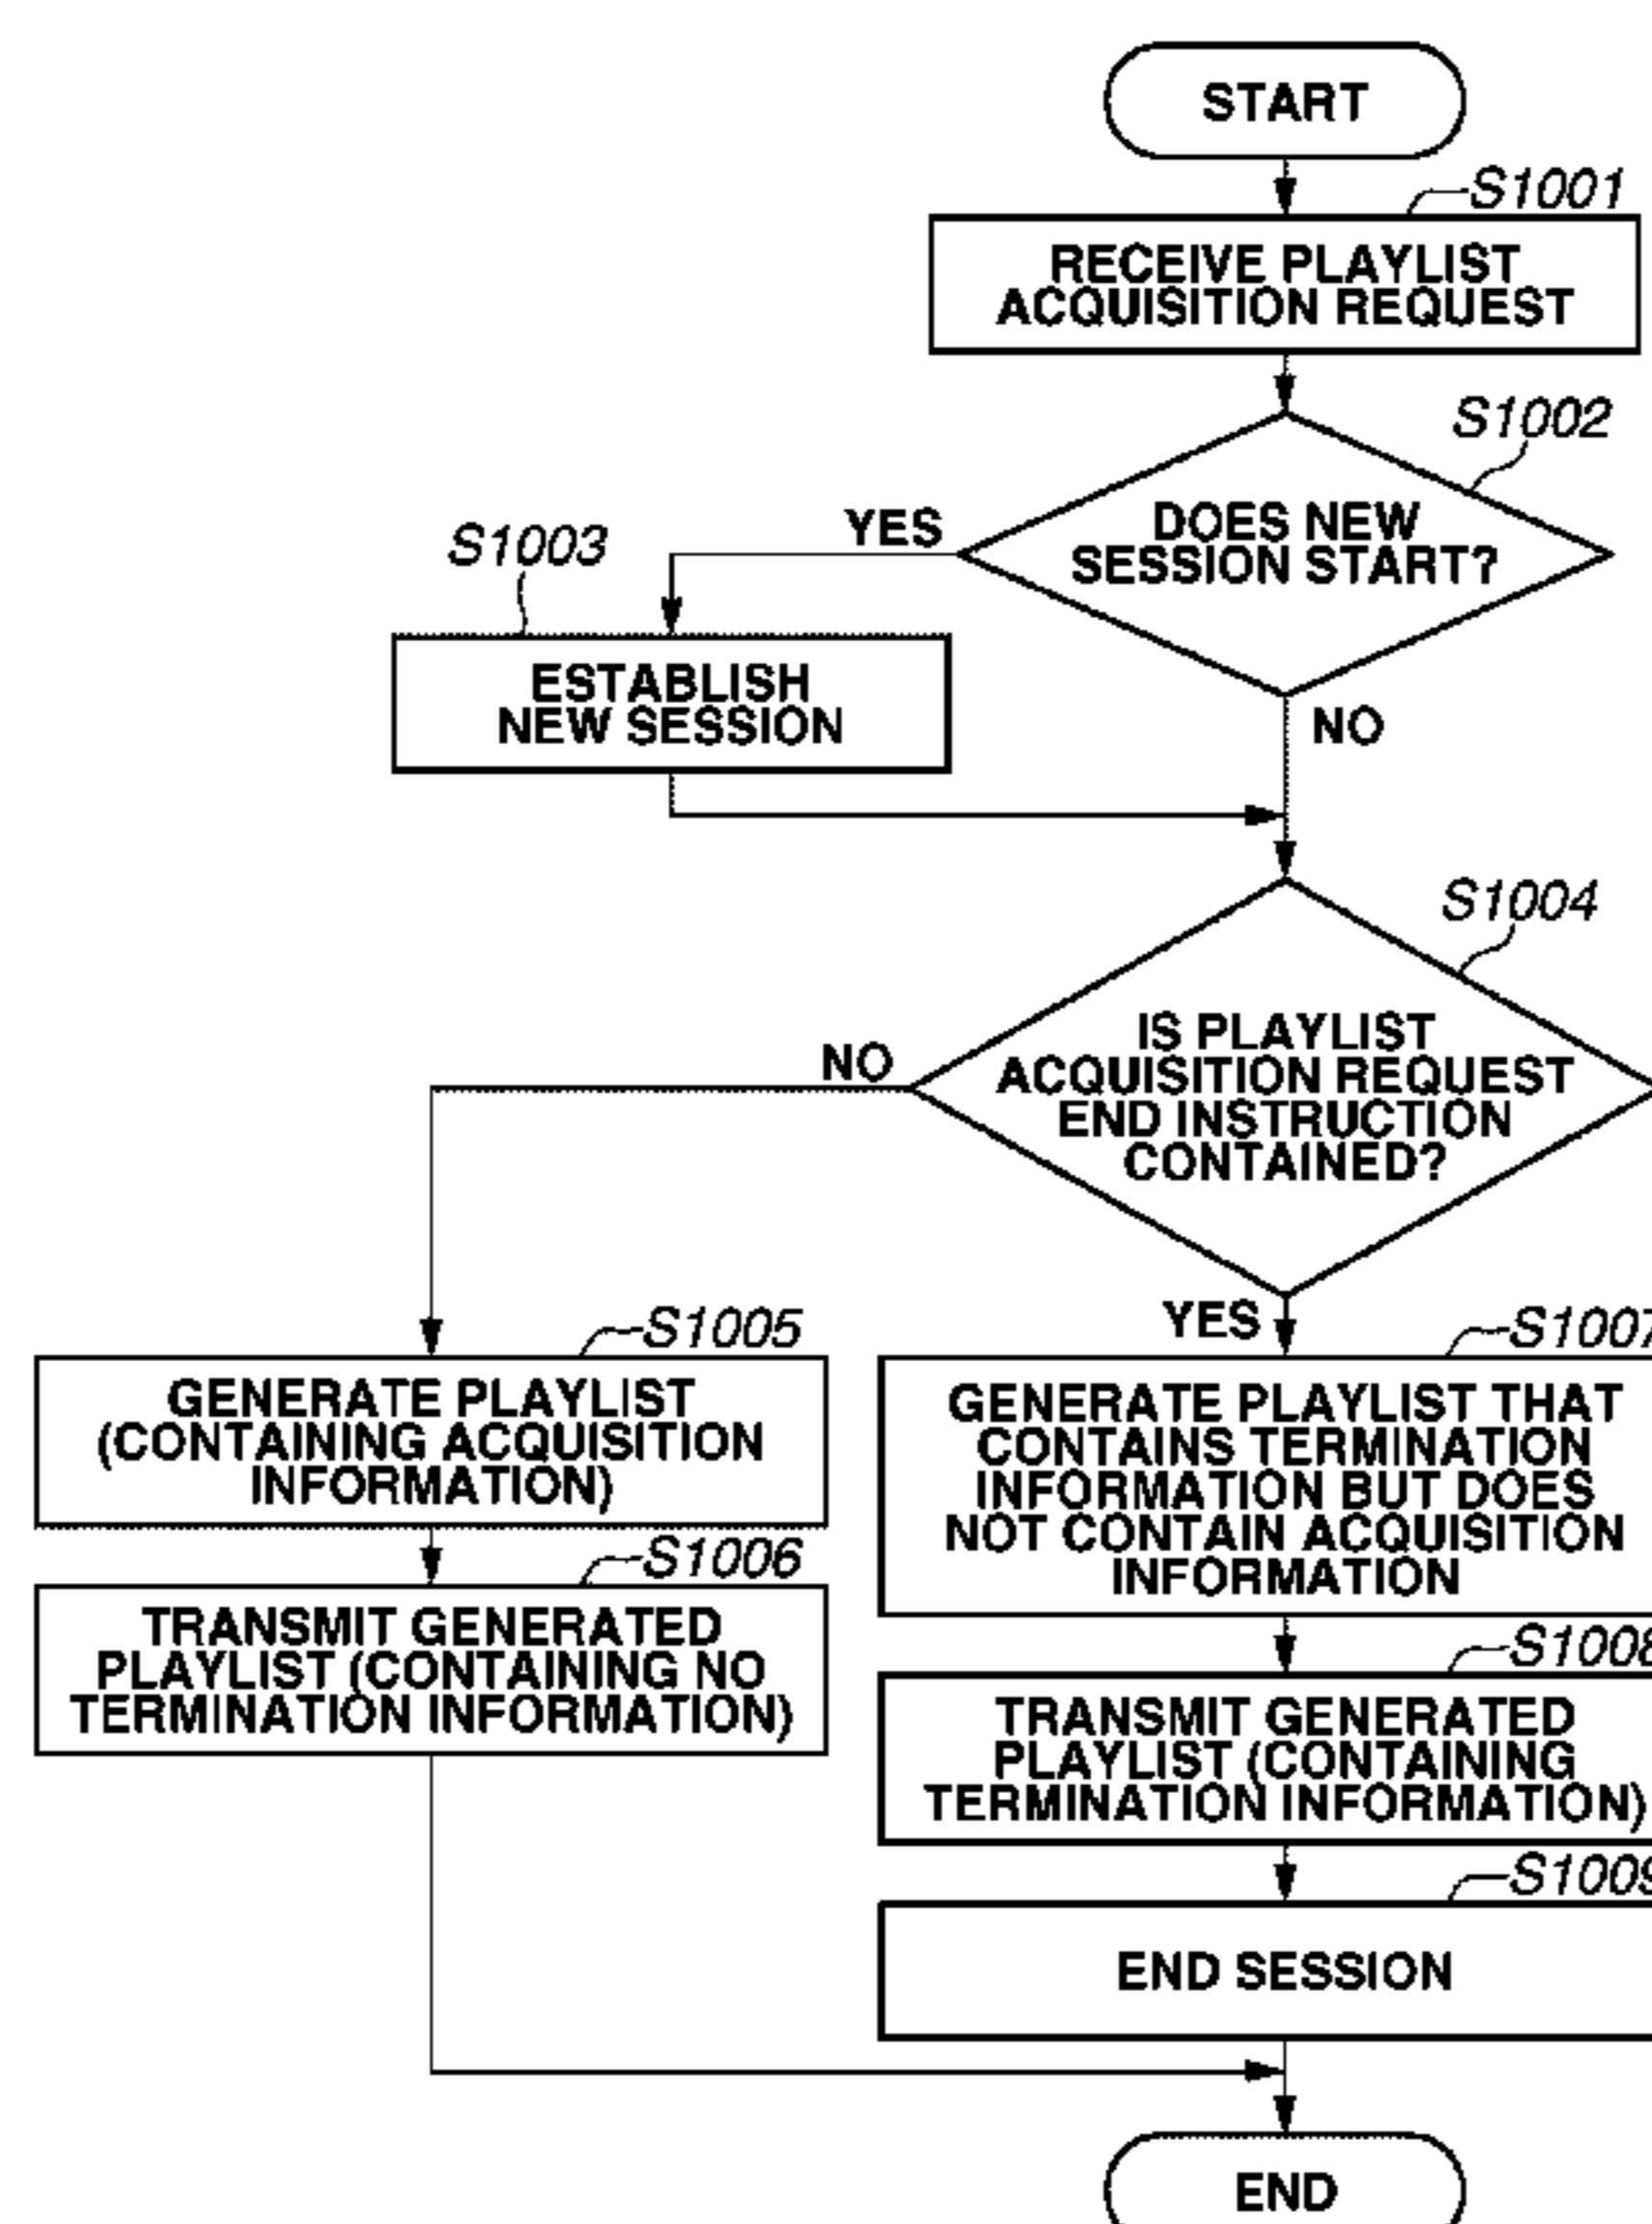 START
S1001
RECEIVE PLAYLIST
ACQUISITION REQUEST
S1002
DOES NEW
SESSION START?
YES
NO
S1003
ESTABLISH
NEW SESSION
S1004
IS PLAYLIST
ACQUISITION REQUEST
END INSTRUCTION
CONTAINED?
NO
YES
S1005
GENERATE PLAYLIST
(CONTAINING ACQUISITION
INFORMATION)
S1006
TRANSMIT GENERATED
PLAYLIST (CONTAINING NO
TERMINATION INFORMATION)
S1007
GENERATE PLAYLIST THAT
CONTAINS TERMINATION
INFORMATION BUT DOES
NOT CONTAIN ACQUISITION
INFORMATION
S1008
TRANSMIT GENERATED
PLAYLIST (CONTAINING
TERMINATION INFORMATION)
S1009
END SESSION
END